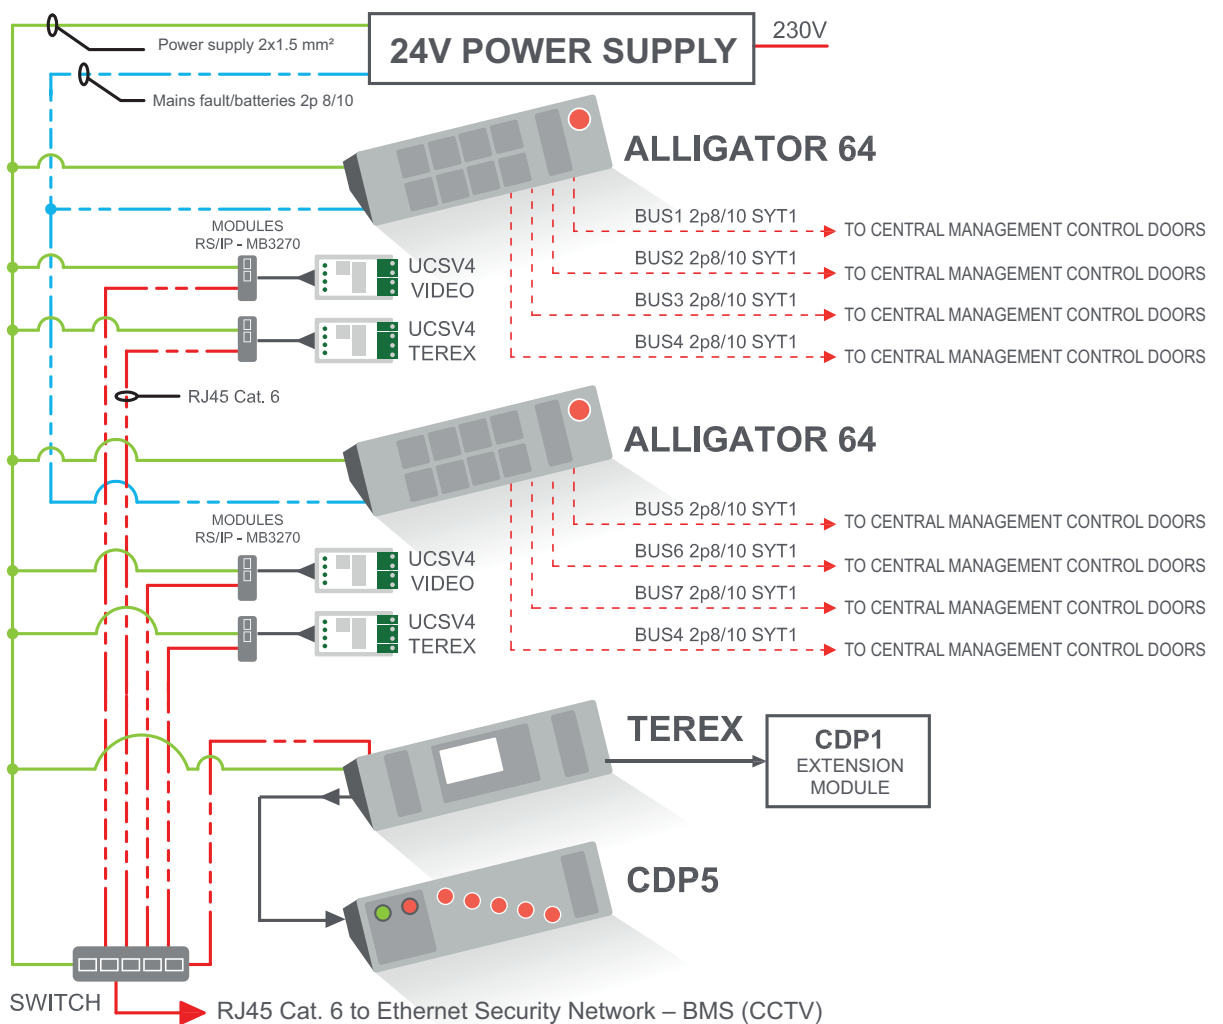 230V
24V POWER SUPPLY
Power supply 2x1.5 mm²
Mains fault/batteries 2p 8/10
ALLIGATOR 64
BUS1 2p8/10 SYT1
TO CENTRAL MANAGEMENT CONTROL DOORS
BUS2 2p8/10 SYT1
TO CENTRAL MANAGEMENT CONTROL DOORS
BUS3 2p8/10 SYT1
TO CENTRAL MANAGEMENT CONTROL DOORS
BUS4 2p8/10 SYT1
TO CENTRAL MANAGEMENT CONTROL DOORS
MODULES
RS/IP - MB3270
UCSV4
VIDEO
UCSV4
TEREX
RJ45 Cat. 6
ALLIGATOR 64
BUS5 2p8/10 SYT1
TO CENTRAL MANAGEMENT CONTROL DOORS
BUS6 2p8/10 SYT1
TO CENTRAL MANAGEMENT CONTROL DOORS
BUS7 2p8/10 SYT1
TO CENTRAL MANAGEMENT CONTROL DOORS
BUS4 2p8/10 SYT1
TO CENTRAL MANAGEMENT CONTROL DOORS
MODULES
RS/IP - MB3270
UCSV4
VIDEO
UCSV4
TEREX
TEREX
CDP1
EXTENSION
MODULE
CDP5
SWITCH
RJ45 Cat. 6 to Ethernet Security Network – BMS (CCTV)